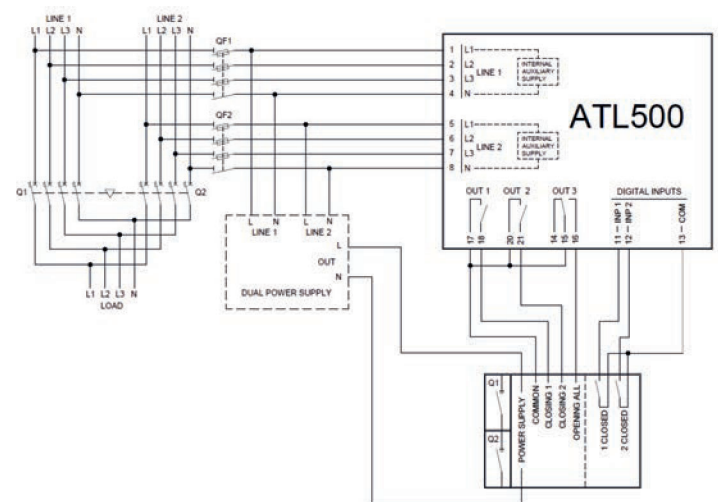 LINE 1 LINE 2
L1 L2 L3 N L1 L2 L3 N
QF1
QF2
1 L1
2 L2
3 L3
4 N
LINE 1
INTERNAL AUXILIARY SUPPLY
5 L1
6 L2
7 L3
8 N
LINE 2
INTERNAL AUXILIARY SUPPLY
ATL500
OUT 1 OUT 2 OUT 3 DIGITAL INPUTS
17 18 20 21 14 15 16 11 INP 1 12 INP 2 13 COM
Q1 Q2
L1 L2 L3 N
LOAD
L N L N
LINE 1 LINE 2
L
OUT
N
DUAL POWER SUPPLY
Q1
Q2
POWER SUPPLY
COMMON
CLOSING 1
CLOSING 2
OPENING ALL
1 CLOSED
2 CLOSED